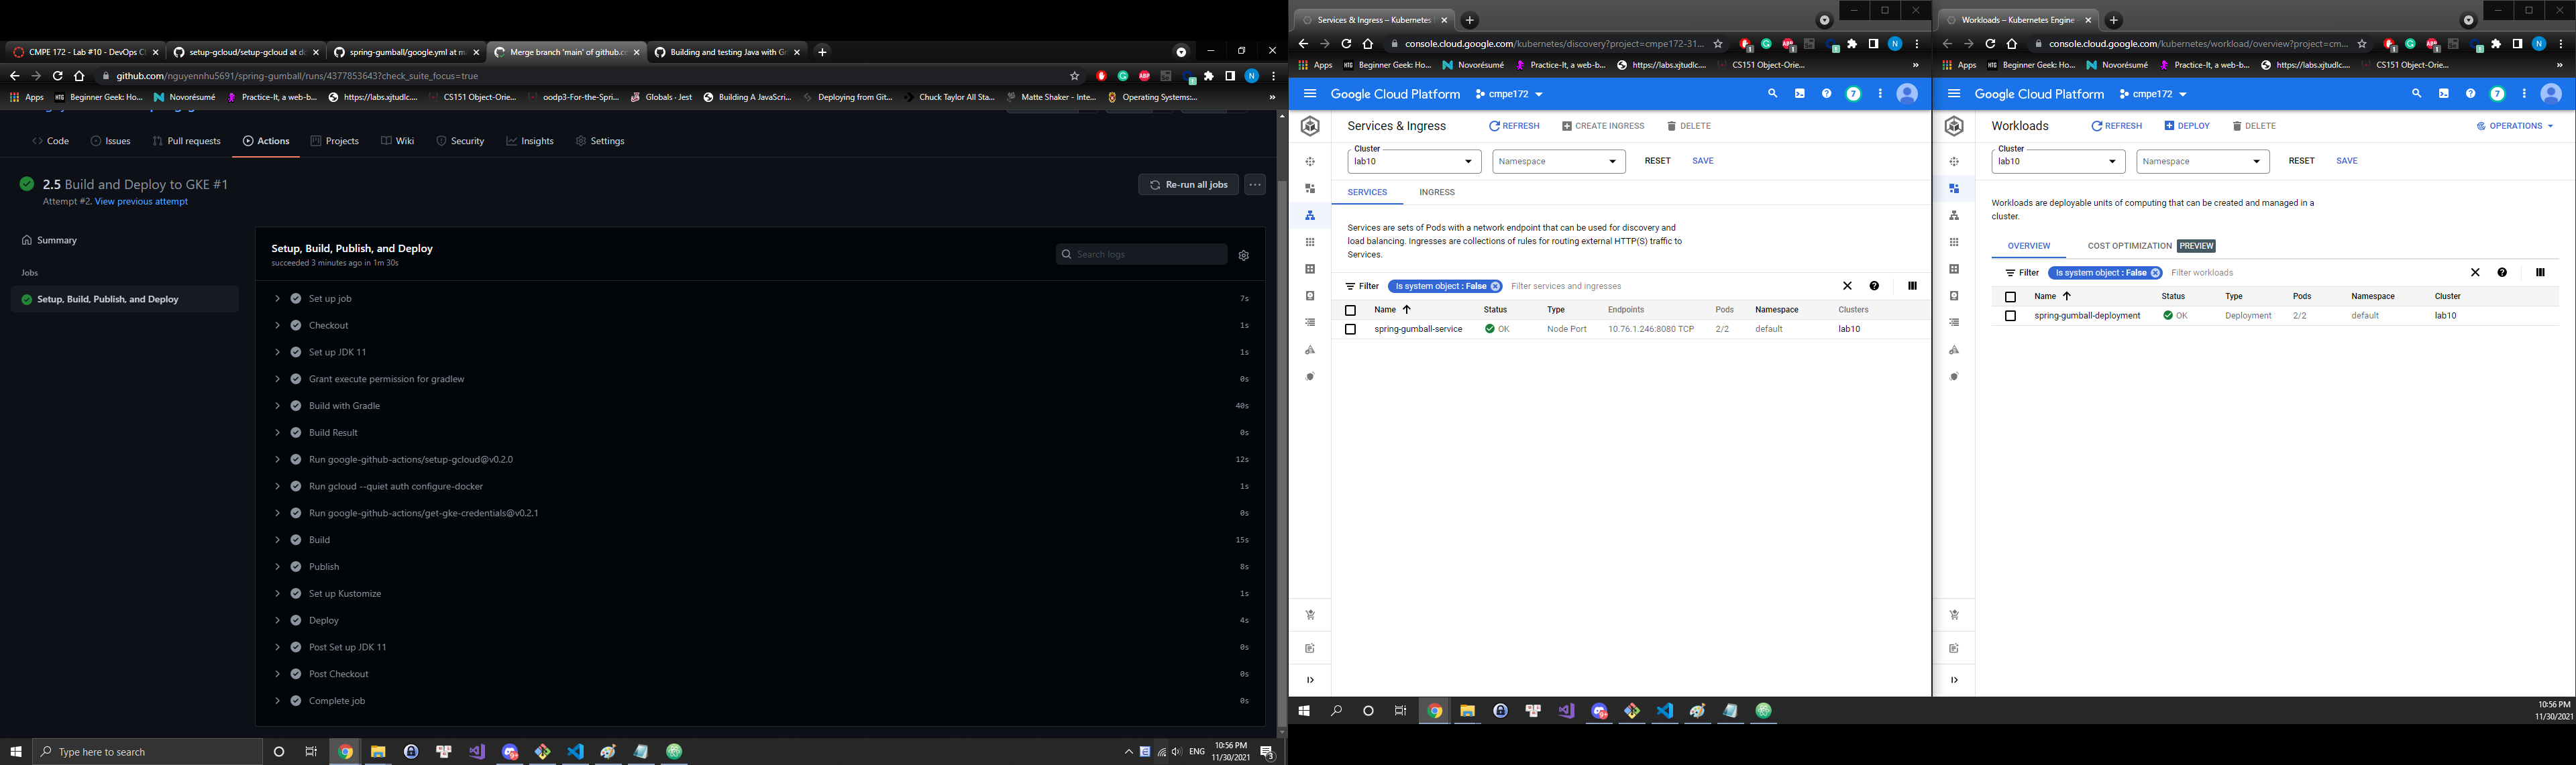 CMPE 172 - Lab #10 - DevOps C
setup-gcloud/setup-gcloud at d
spring-gumball/google.yml at m
Merge branch 'main' of github.c
Building and testing Java with G
github.com/nguyennhu5691/spring-gumball/runs/4377853643?check_suite_focus=true
Apps
Beginner Geek: Ho...
Novorésumé
Practice-It, a web-b...
https://labs.xjtudlc....
CS151 Object-Orie...
oodp3-For-the-Spri...
Globals · Jest
Building A JavaScri...
Deploying from Git...
Chuck Taylor All Sta...
Matte Shaker - Inte...
Operating Systems:...
Code
Issues
Pull requests
Actions
Projects
Wiki
Security
Insights
Settings
2.5 Build and Deploy to GKE #1
Attempt #2. View previous attempt
Re-run all jobs
Summary
Jobs
Setup, Build, Publish, and Deploy
Setup, Build, Publish, and Deploy
succeeded 3 minutes ago in 1m 30s
Search logs
Set up job 7s
Checkout 1s
Set up JDK 11 1s
Grant execute permission for gradlew 0s
Build with Gradle 40s
Build Result 0s
Run google-github-actions/setup-gcloud@v0.2.0 12s
Run gcloud --quiet auth configure-docker 1s
Run google-github-actions/get-gke-credentials@v0.2.1 0s
Build 15s
Publish 8s
Set up Kustomize 1s
Deploy 4s
Post Set up JDK 11 0s
Post Checkout 0s
Complete job 0s
Type here to search
ENG
10:56 PM
11/30/2021
3
Services & Ingress – Kubernetes
console.cloud.google.com/kubernetes/discovery?project=cmpe172-31...
Apps
Beginner Geek: Ho...
Novorésumé
Practice-It, a web-b...
https://labs.xjtudlc....
CS151 Object-Orie...
Google Cloud Platform
cmpe172
7
Services & Ingress
REFRESH
CREATE INGRESS
DELETE
Cluster
lab10
Namespace
RESET
SAVE
SERVICES
INGRESS
Services are sets of Pods with a network endpoint that can be used for discovery and
load balancing. Ingresses are collections of rules for routing external HTTP(S) traffic to
Services.
Filter
Is system object : False
Filter services and ingresses
Name Status Type Endpoints Pods Namespace Clusters
spring-gumball-service OK Node Port 10.76.1.246:8080 TCP 2/2 default lab10
Workloads – Kubernetes Engine
console.cloud.google.com/kubernetes/workload/overview?project=cm...
Apps
Beginner Geek: Ho...
Novorésumé
Practice-It, a web-b...
https://labs.xjtudlc....
CS151 Object-Orie...
Google Cloud Platform
cmpe172
7
Workloads
REFRESH
DEPLOY
DELETE
OPERATIONS
Cluster
lab10
Namespace
RESET
SAVE
Workloads are deployable units of computing that can be created and managed in a
cluster.
OVERVIEW
COST OPTIMIZATION PREVIEW
Filter
Is system object : False
Filter workloads
Name Status Type Pods Namespace Cluster
spring-gumball-deployment OK Deployment 2/2 default lab10
10:56 PM
11/30/2021